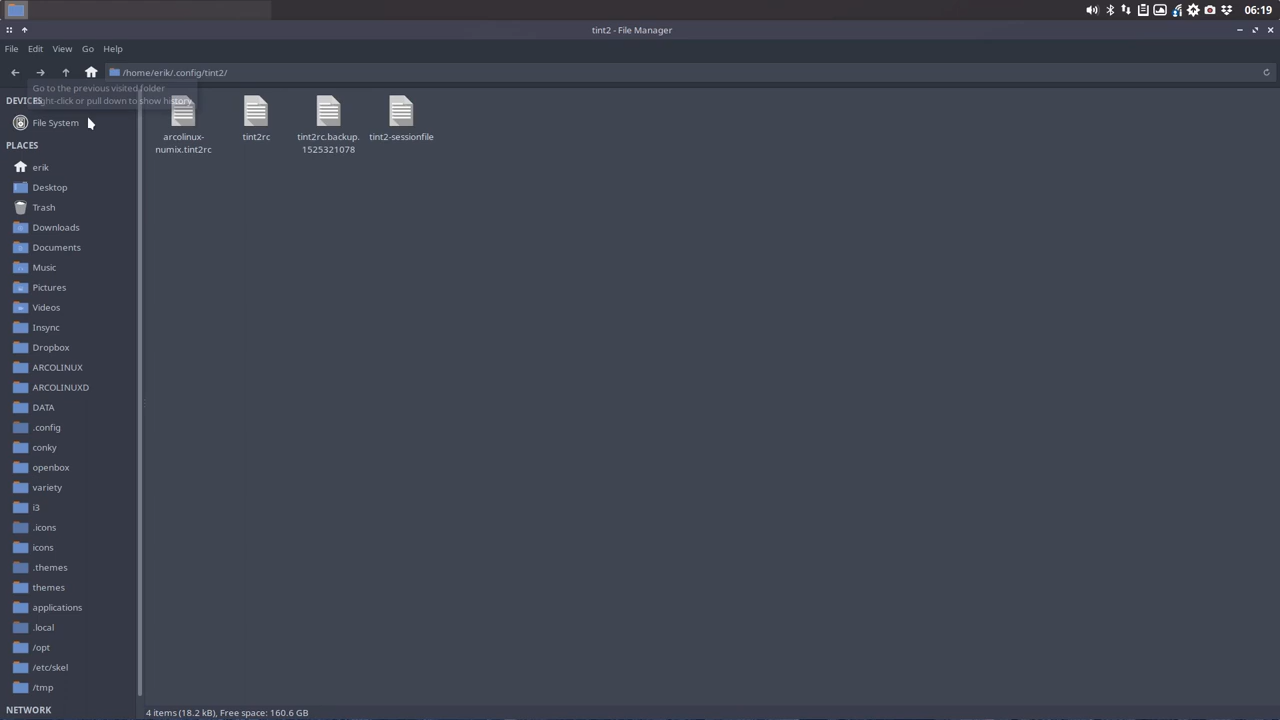 06:19
tint2 - File Manager
File Edit View Go Help
/home/erik/.config/tint2/
Go to the previous visited folder
ght-click or pull down to show history
DEVICES
File System
PLACES
erik
Desktop
Trash
Downloads
Documents
Music
Pictures
Videos
Insync
Dropbox
ARCOLINUX
ARCOLINUXD
DATA
.config
conky
openbox
variety
i3
.icons
icons
.themes
themes
applications
.local
/opt
/etc/skel
/tmp
NETWORK
arcolinux-
numix.tint2rc
tint2rc
tint2rc.backup.
1525321078
tint2-sessionfile
4 items (18.2 kB), Free space: 160.6 GB